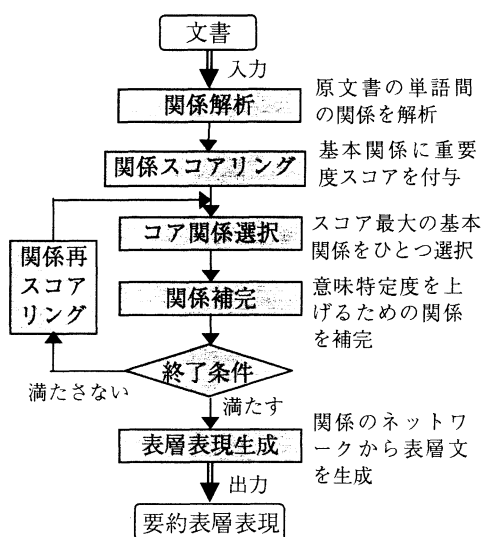 文書
入力
関係解析
原文書の単語間
の関係を解析
関係スコアリング
基本関係に重要
度スコアを付与
コア関係選択
スコア最大の基本
関係をひとつ選択
関係再
スコア
リング
関係補完
意味特定度を上
げるための関係
を補完
終了条件
満たさない
満たす
表層表現生成
関係のネットワ
ークから表層文
を生成
出力
要約表層表現